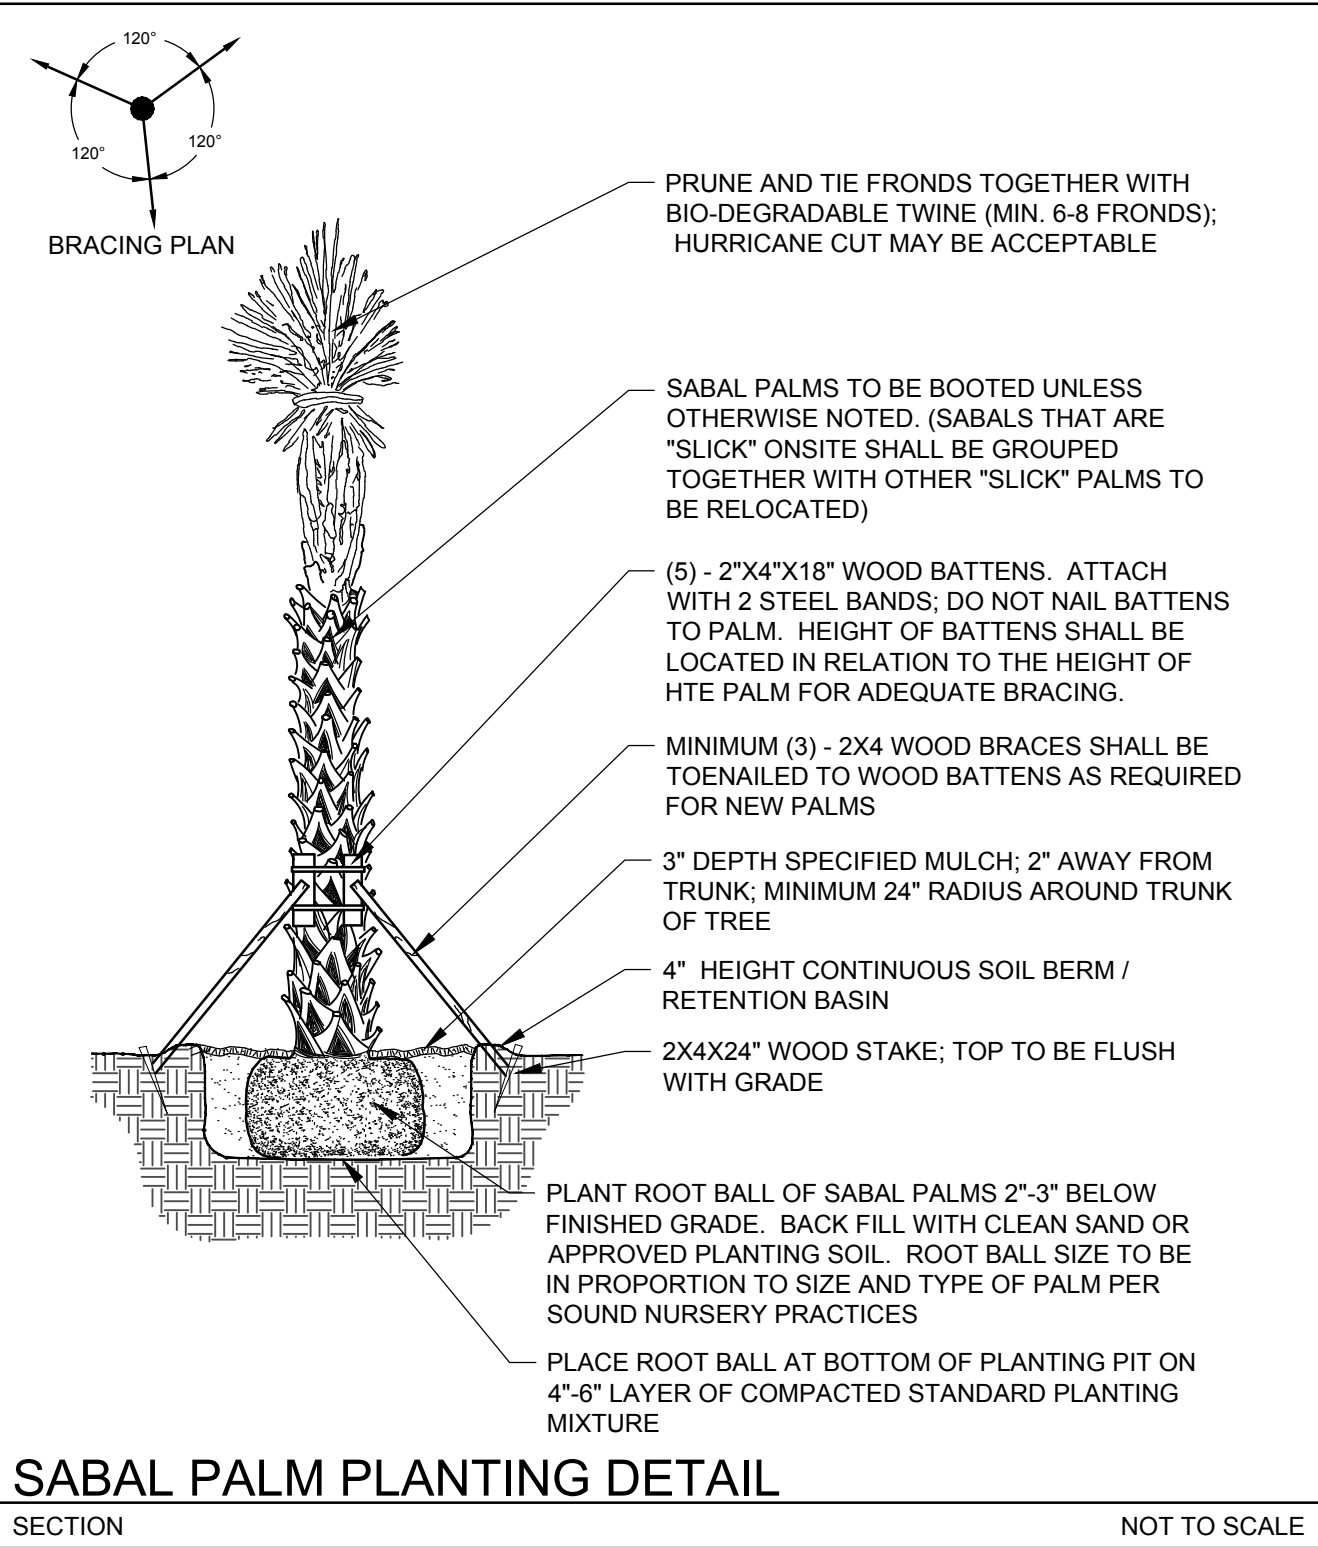 120°
120°
120°
BRACING PLAN
PRUNE AND TIE FRONDS TOGETHER WITH
BIO-DEGRADABLE TWINE (MIN. 6-8 FRONDS);
HURRICANE CUT MAY BE ACCEPTABLE
SABAL PALMS TO BE BOOTED UNLESS
OTHERWISE NOTED. (SABALS THAT ARE
"SLICK" ONSITE SHALL BE GROUPED
TOGETHER WITH OTHER "SLICK" PALMS TO
BE RELOCATED)
(5) - 2"X4"X18" WOOD BATTENS. ATTACH
WITH 2 STEEL BANDS; DO NOT NAIL BATTENS
TO PALM. HEIGHT OF BATTENS SHALL BE
LOCATED IN RELATION TO THE HEIGHT OF
HTE PALM FOR ADEQUATE BRACING.
MINIMUM (3) - 2X4 WOOD BRACES SHALL BE
TOENAILED TO WOOD BATTENS AS REQUIRED
FOR NEW PALMS
3" DEPTH SPECIFIED MULCH; 2" AWAY FROM
TRUNK; MINIMUM 24" RADIUS AROUND TRUNK
OF TREE
4" HEIGHT CONTINUOUS SOIL BERM /
RETENTION BASIN
2X4X24" WOOD STAKE; TOP TO BE FLUSH
WITH GRADE
PLANT ROOT BALL OF SABAL PALMS 2"-3" BELOW
FINISHED GRADE. BACK FILL WITH CLEAN SAND OR
APPROVED PLANTING SOIL. ROOT BALL SIZE TO BE
IN PROPORTION TO SIZE AND TYPE OF PALM PER
SOUND NURSERY PRACTICES
PLACE ROOT BALL AT BOTTOM OF PLANTING PIT ON
4"-6" LAYER OF COMPACTED STANDARD PLANTING
MIXTURE
SABAL PALM PLANTING DETAIL
SECTION
NOT TO SCALE